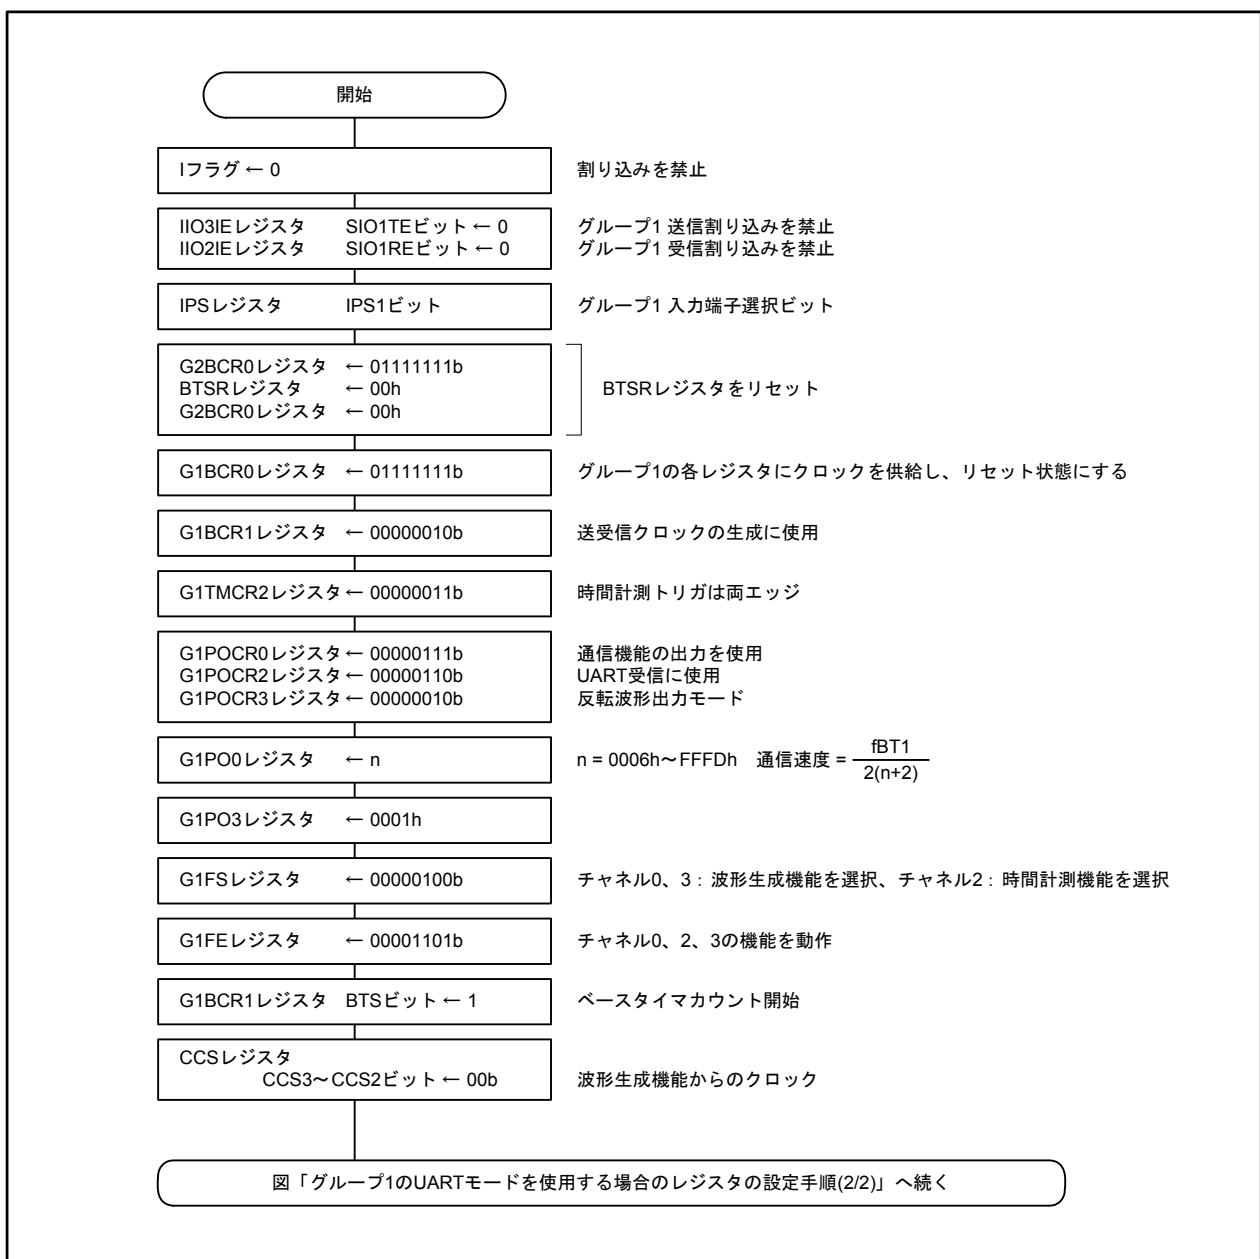 開始
Iフラグ ← 0 割り込みを禁止
IIO3IEレジスタ SIO1TEビット ← 0 グループ1 送信割り込みを禁止
IIO2IEレジスタ SIO1REビット ← 0 グループ1 受信割り込みを禁止
IPSレジスタ IPS1ビット グループ1 入力端子選択ビット
G2BCR0レジスタ ← 01111111b
BTSRレジスタ ← 00h BTSRレジスタをリセット
G2BCR0レジスタ ← 00h
G1BCR0レジスタ ← 01111111b グループ1の各レジスタにクロックを供給し、リセット状態にする
G1BCR1レジスタ ← 00000010b 送受信クロックの生成に使用
G1TMCR2レジスタ ← 00000011b 時間計測トリガは両エッジ
G1POCR0レジスタ ← 00000111b 通信機能の出力を使用
G1POCR2レジスタ ← 00000110b UART受信に使用
G1POCR3レジスタ ← 00000010b 反転波形出力モード
G1PO0レジスタ ← n n = 0006h～FFFDh 通信速度 = fBT1 / 2(n+2)
G1PO3レジスタ ← 0001h
G1FSレジスタ ← 00000100b チャネル0、3：波形生成機能を選択、チャネル2：時間計測機能を選択
G1FEレジスタ ← 00001101b チャネル0、2、3の機能を動作
G1BCR1レジスタ BTSビット ← 1 ベースタイマカウント開始
CCSレジスタ
CCS3～CCS2ビット ← 00b 波形生成機能からのクロック
図「グループ1のUARTモードを使用する場合のレジスタの設定手順(2/2)」へ続く